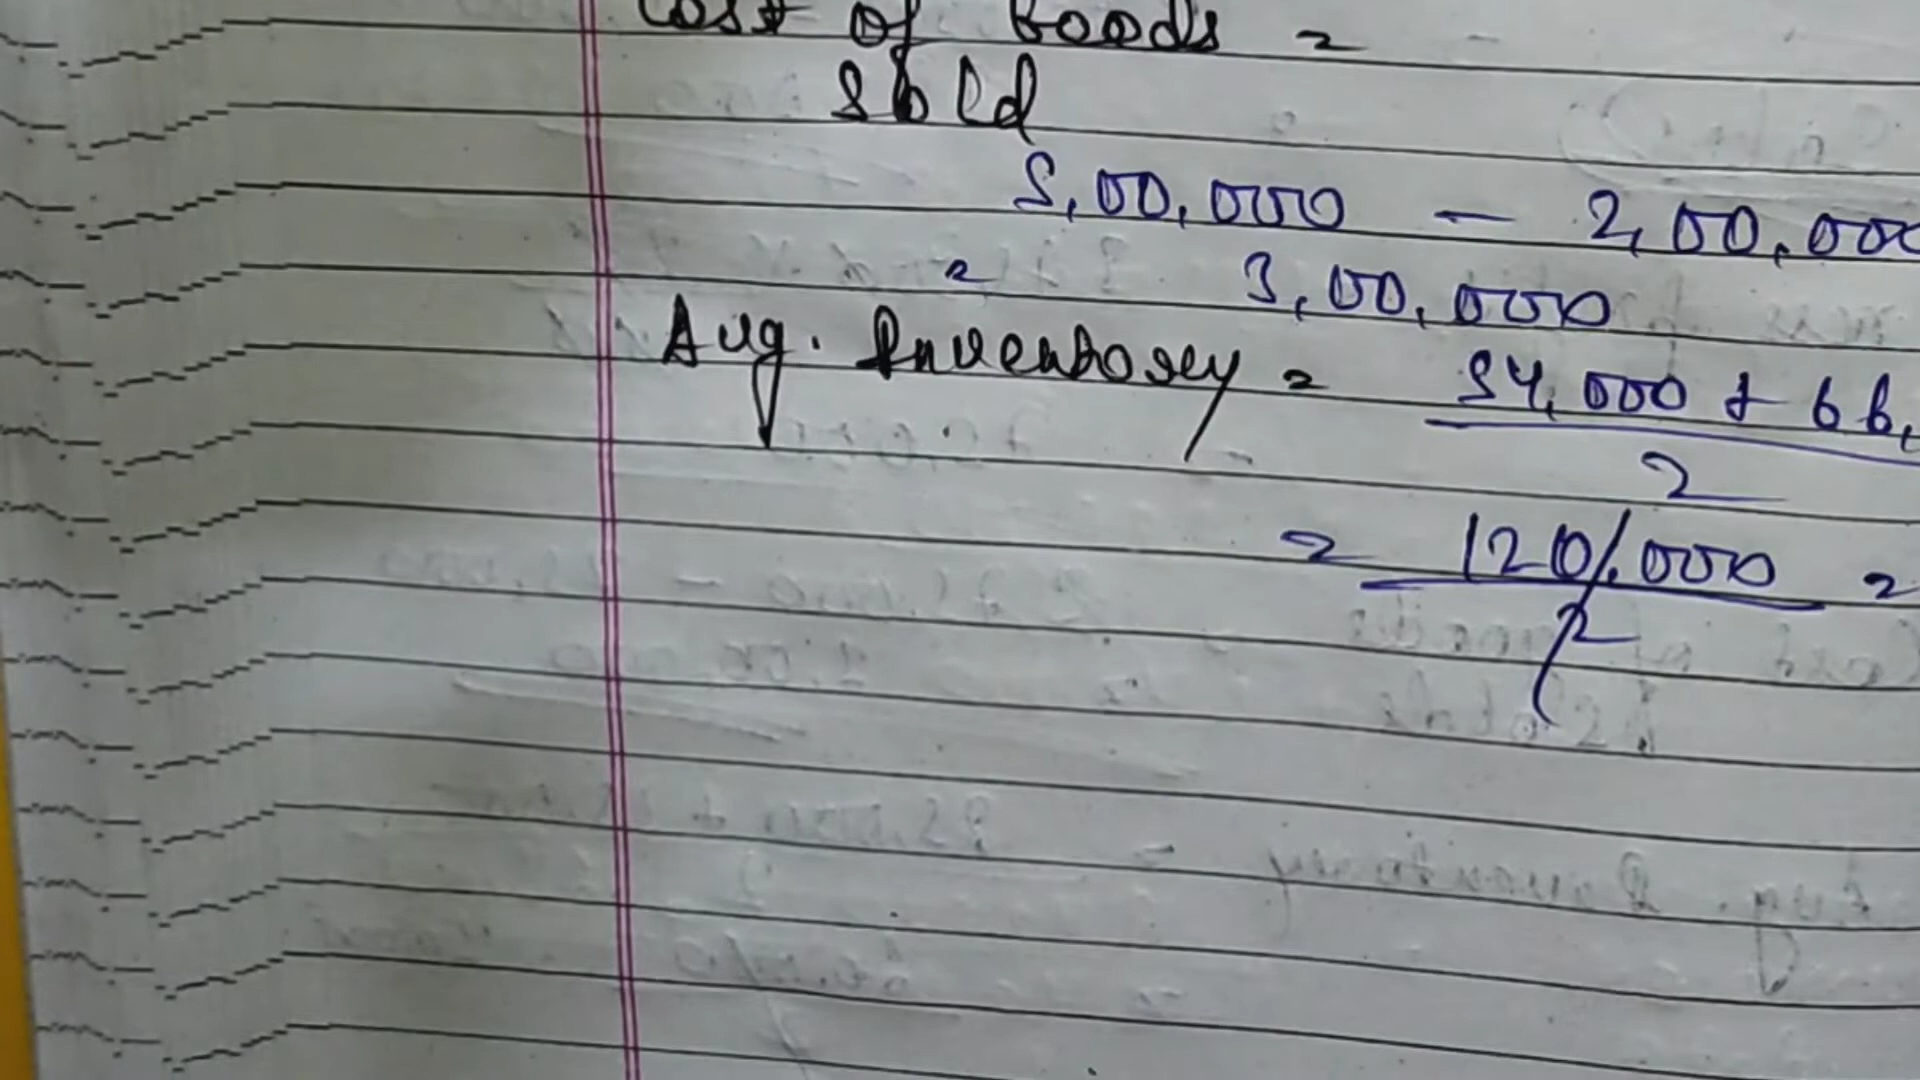 Cost of Goods =
Sold
5,00,000 - 2,00,000
= 3,00,000
Avg. Inventory = 54,000 + 66,
2
= 120,000 =
2